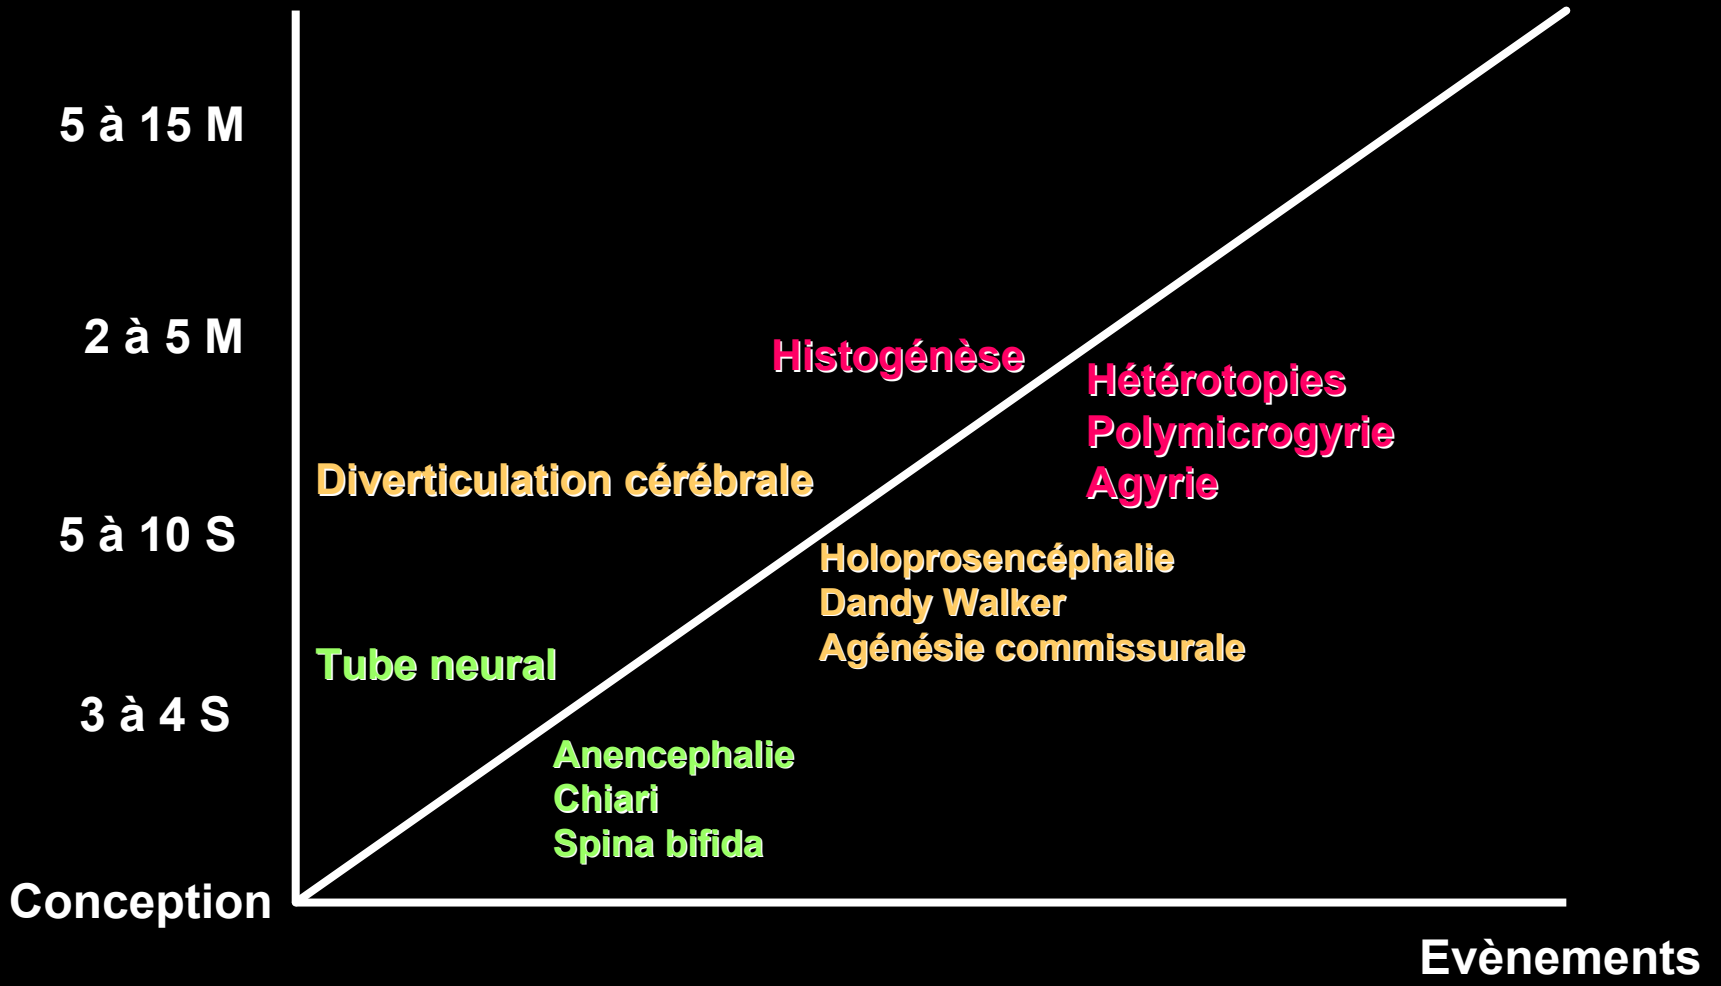 5 à 15 M
2 à 5 M
Histogénèse
Hétérotopies
Polymicrogyrie
Agyrie
Diverticulation cérébrale
5 à 10 S
Holoprosencéphalie
Dandy Walker
Agénésie commissurale
Tube neural
3 à 4 S
Anencephalie
Chiari
Spina bifida
Conception
Evènements